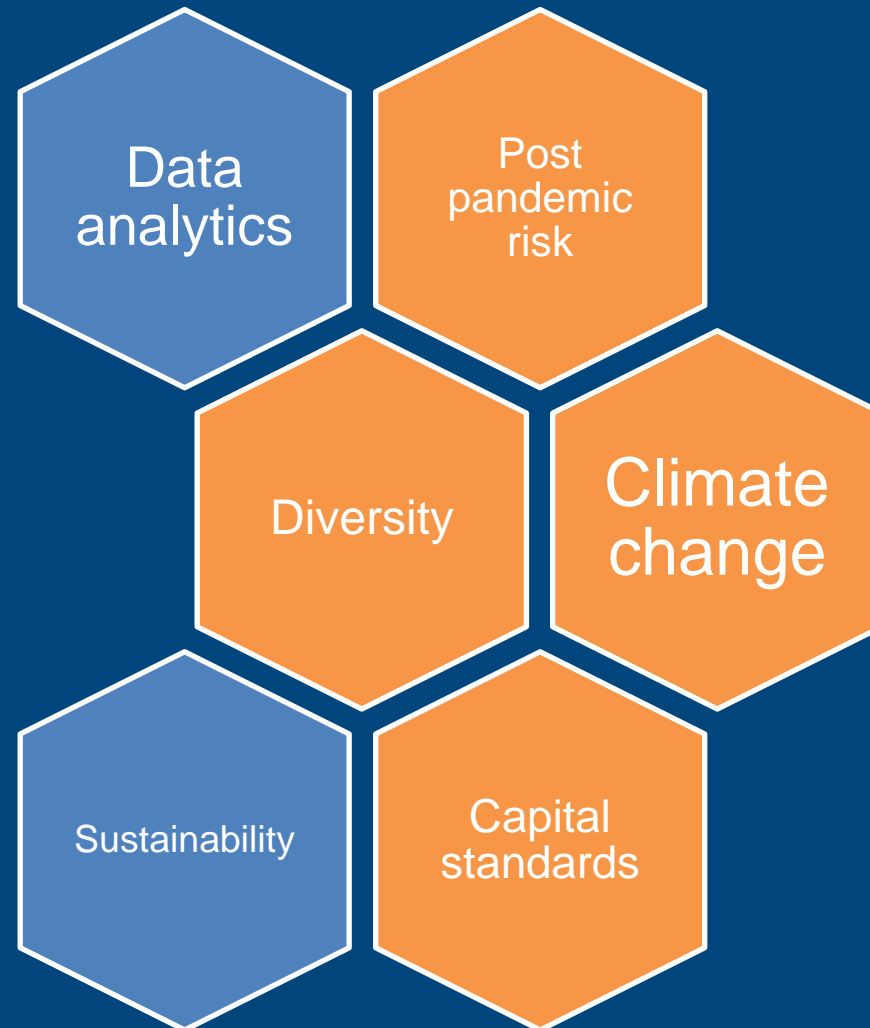 Data
analytics
Post
pandemic
risk
Diversity
Climate
change
Sustainability
Capital
standards